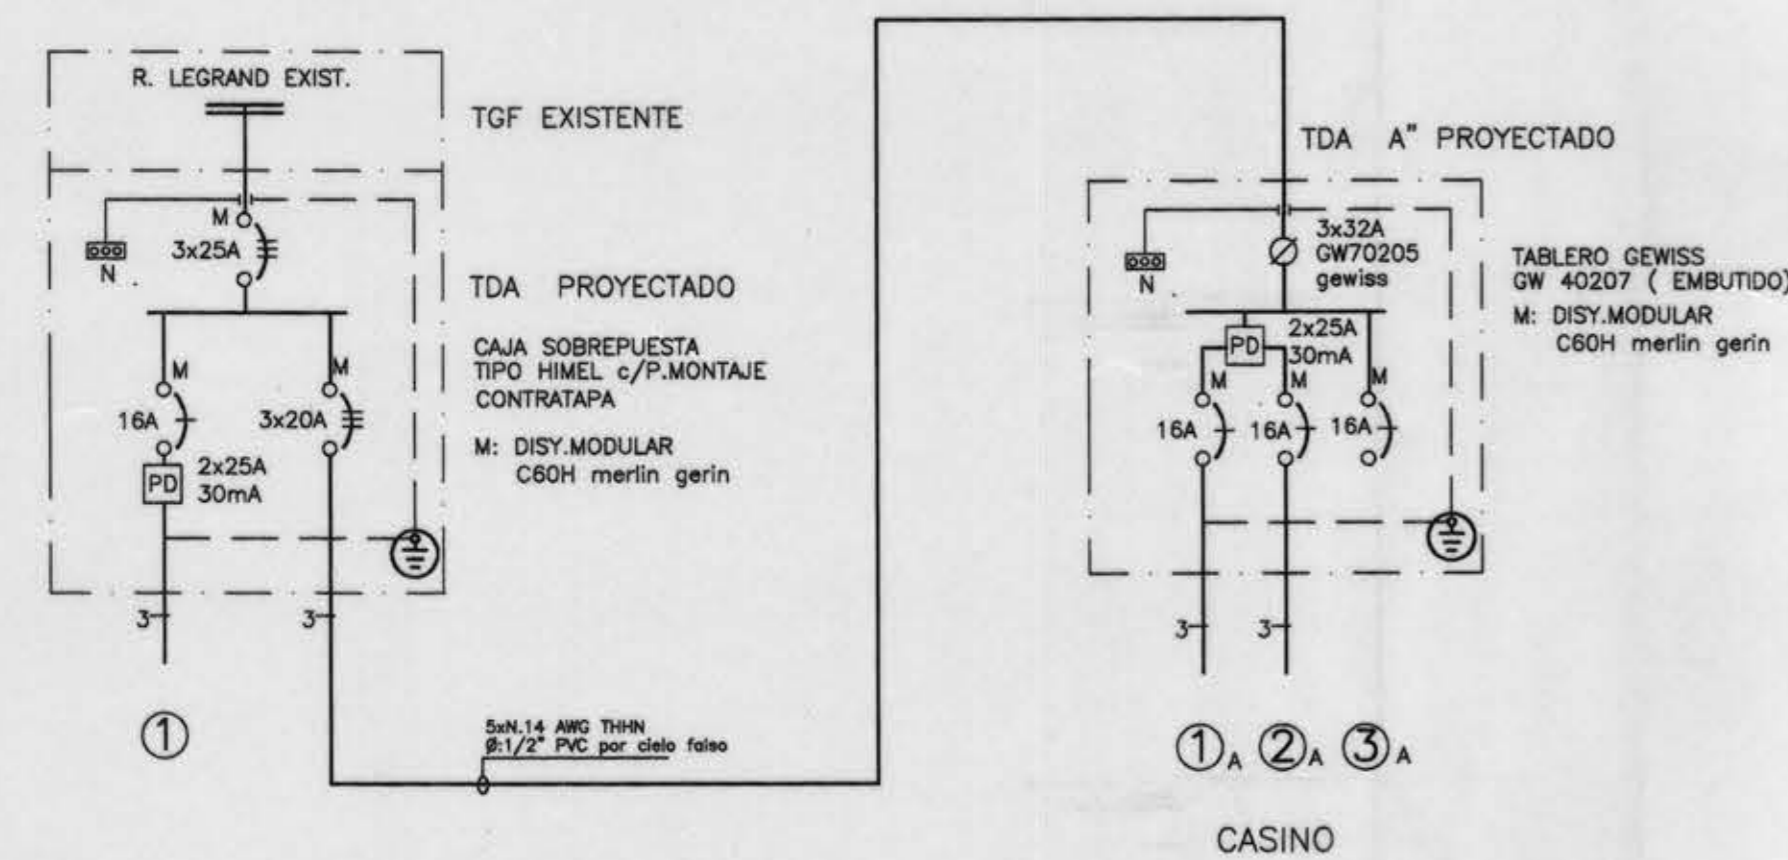 R. LEGRAND EXIST.
TGF EXISTENTE
M
3x25A
N
TDA PROYECTADO
CAJA SOBREPUESTA
TIPO HIMEL c/P.MONTAJE
CONTRATAPA
M: DISY.MODULAR
C60H merlin gerin
M
M
16A
3x20A
PD
2x25A
30mA
3
3
1
5xN.14 AWG THHN
Ø:1/2" PVC por cielo falso
TDA A" PROYECTADO
3x32A
GW70205
gewiss
N
TABLERO GEWISS
GW 40207 ( EMBUTIDO)
M: DISY.MODULAR
C60H merlin gerin
PD
2x25A
30mA
M
M
M
16A
16A
16A
3
3
1 A
2 A
3 A
CASINO